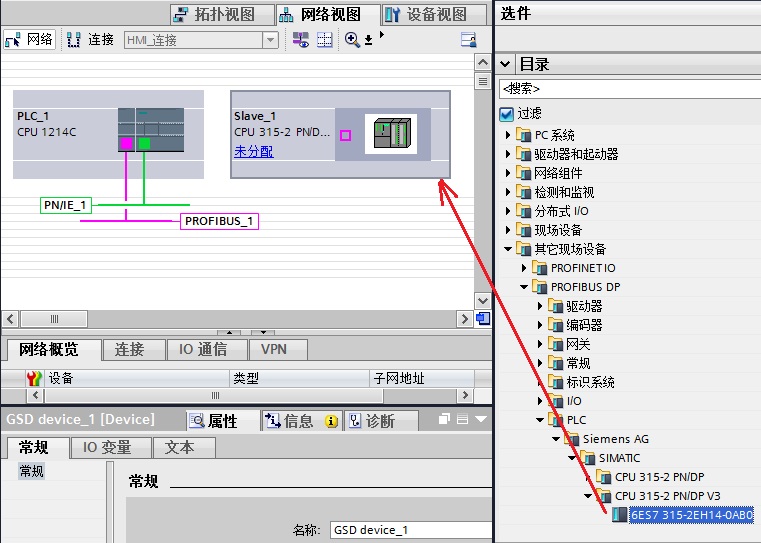 拓扑视图
网络视图
设备视图
网络
连接
HMI_连接
PLC_1
CPU 1214C
Slave_1
CPU 315-2 PN/D...
未分配
PN/IE_1
PROFIBUS_1
网络概览
连接
IO 通信
VPN
设备
类型
子网地址
GSD device_1 [Device]
属性
信息
诊断
常规
IO 变量
文本
常规
常规
名称:
GSD device_1
选件
目录
<搜索>
过滤
PC 系统
驱动器和起动器
网络组件
检测和监视
分布式 I/O
现场设备
其它现场设备
PROFINET IO
PROFIBUS DP
驱动器
编码器
网关
常规
标识系统
I/O
PLC
Siemens AG
SIMATIC
CPU 315-2 PN/DP
CPU 315-2 PN/DP V3
6ES7 315-2EH14-0AB0